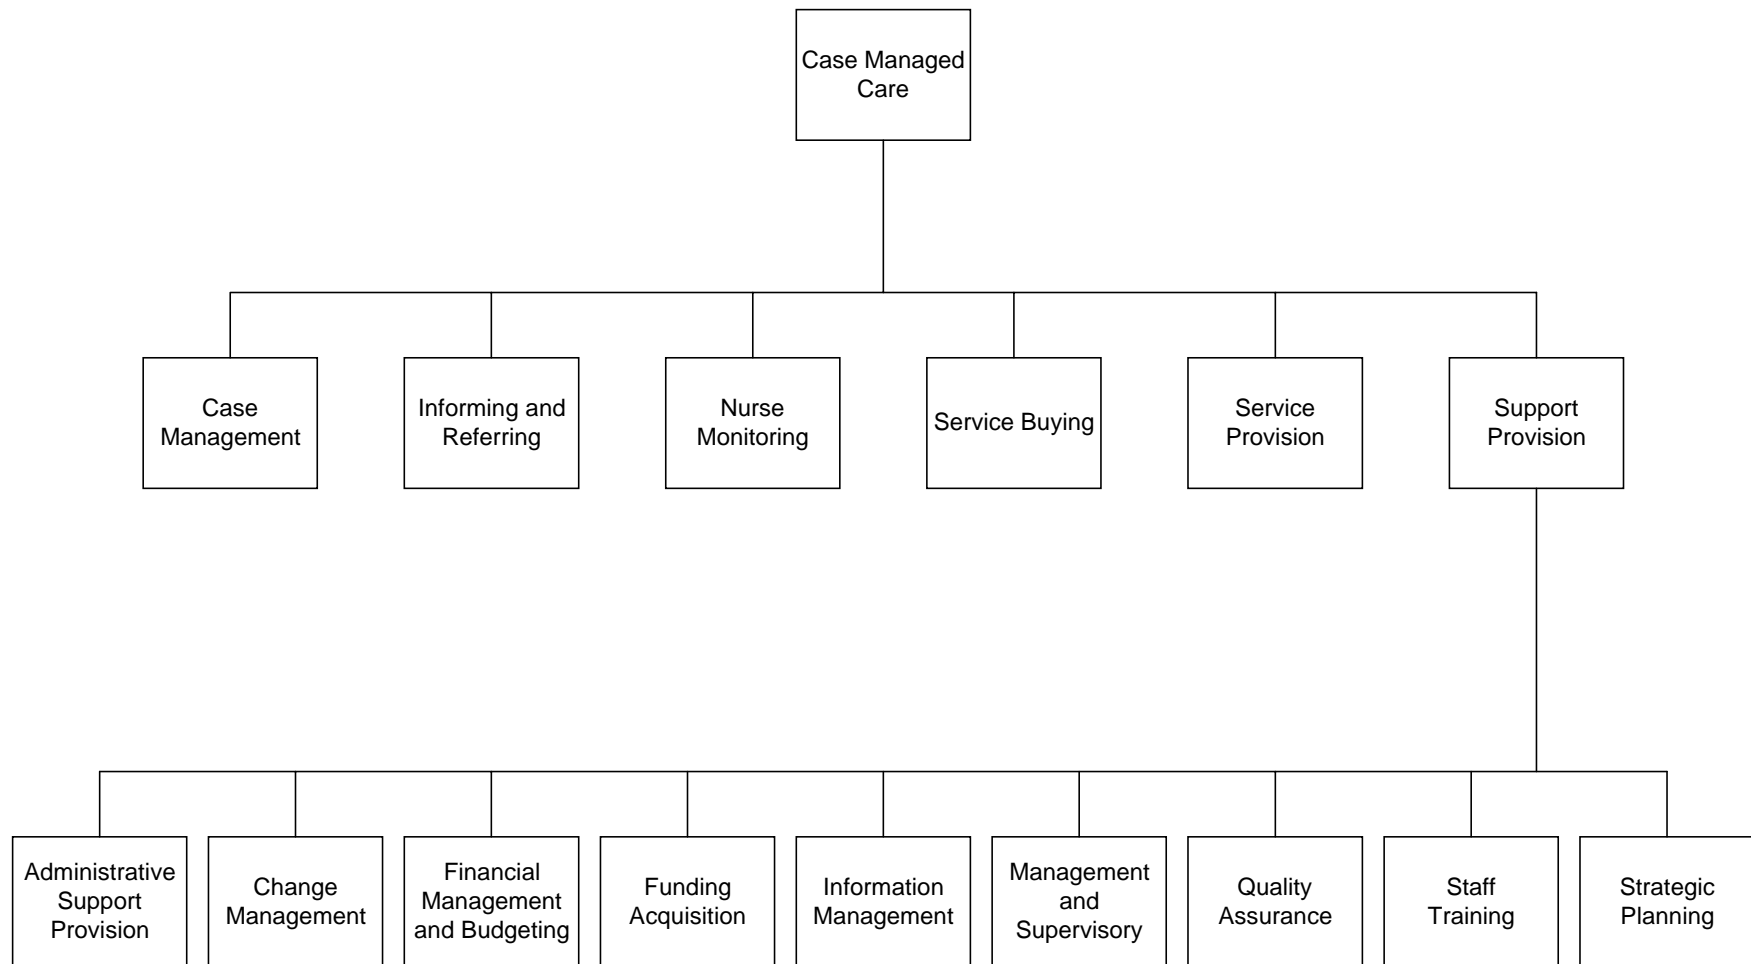 Case Managed
Care
Case
Management
Informing and
Referring
Nurse
Monitoring
Service Buying
Service
Provision
Support
Provision
Administrative
Support
Provision
Change
Management
Financial
Management
and Budgeting
Funding
Acquisition
Information
Management
Management
and
Supervisory
Quality
Assurance
Staff
Training
Strategic
Planning